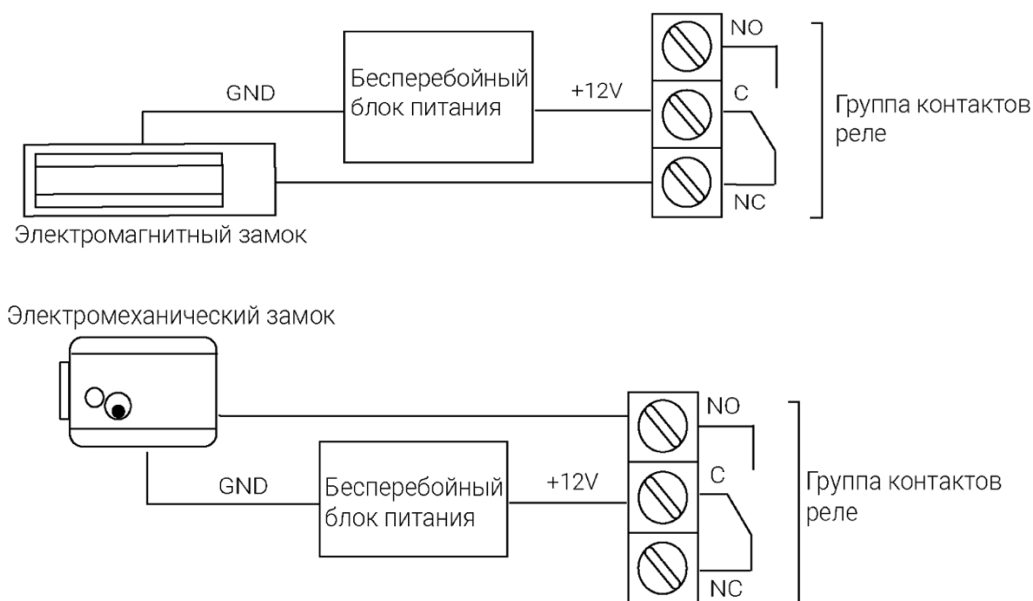 NO
Бесперебойный
блок питания
GND
+12V
C
Группа контактов
реле
NC
Электромагнитный замок
Электромеханический замок
NO
GND
Бесперебойный
блок питания
+12V
C
Группа контактов
реле
NC